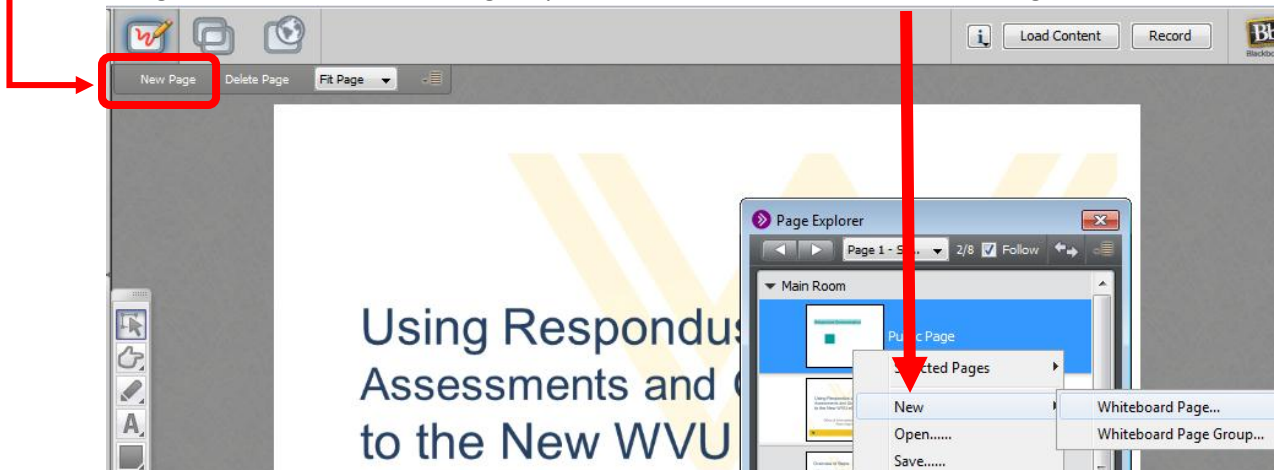 Load Content Record
New Page Delete Page Fit Page
Page Explorer
Page 1 - 2/8 Follow
Main Room
Page
Using Respondus
Selected Pages
Assessments and
New Whiteboard Page...
A
Open...... Whiteboard Page Group...
to the New WVU
Save......